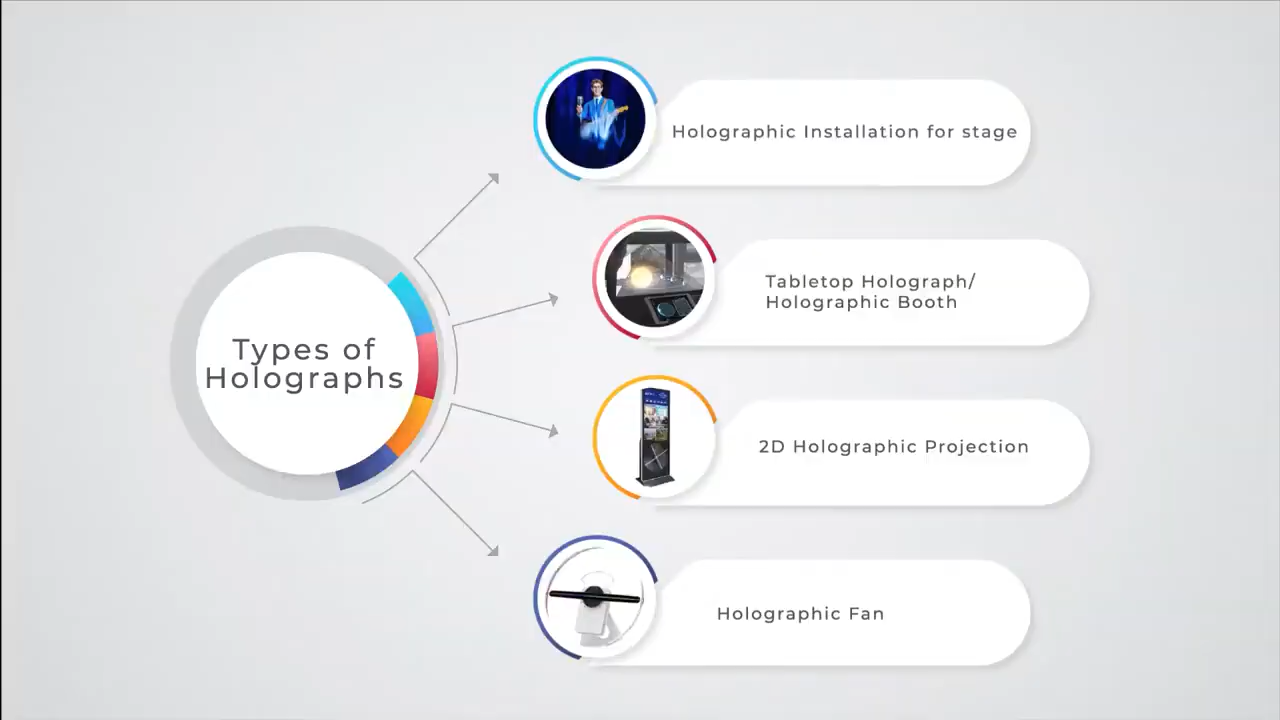 Types of
Holographs
Holographic Installation for stage
Tabletop Holograph/
Holographic Booth
2D Holographic Projection
Holographic Fan